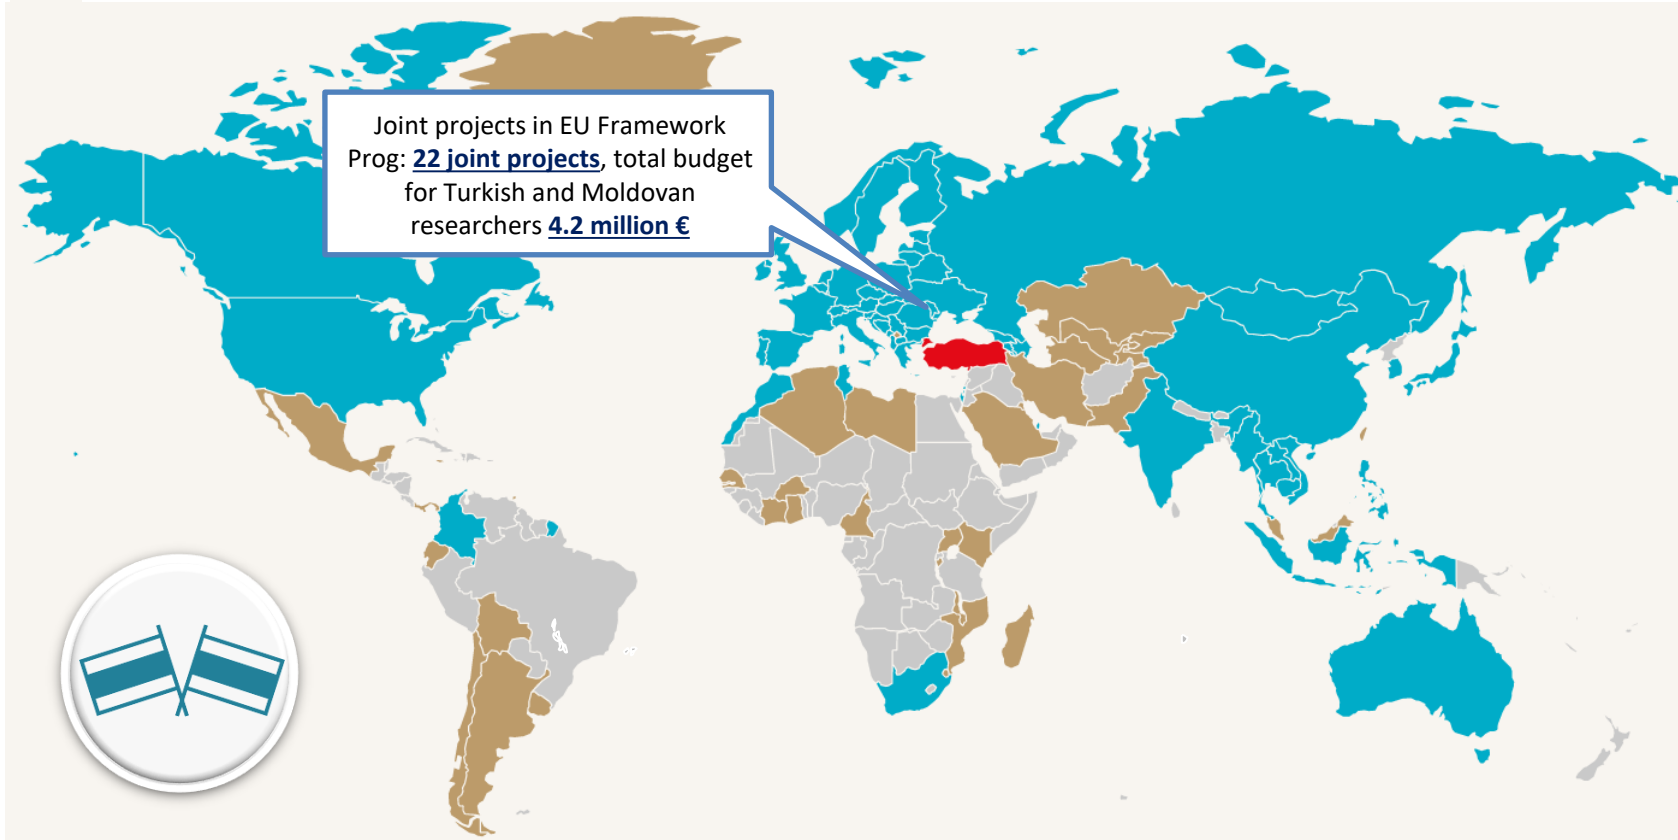 Joint projects in EU Framework
Prog: 22 joint projects, total budget
for Turkish and Moldovan
researchers 4.2 million €